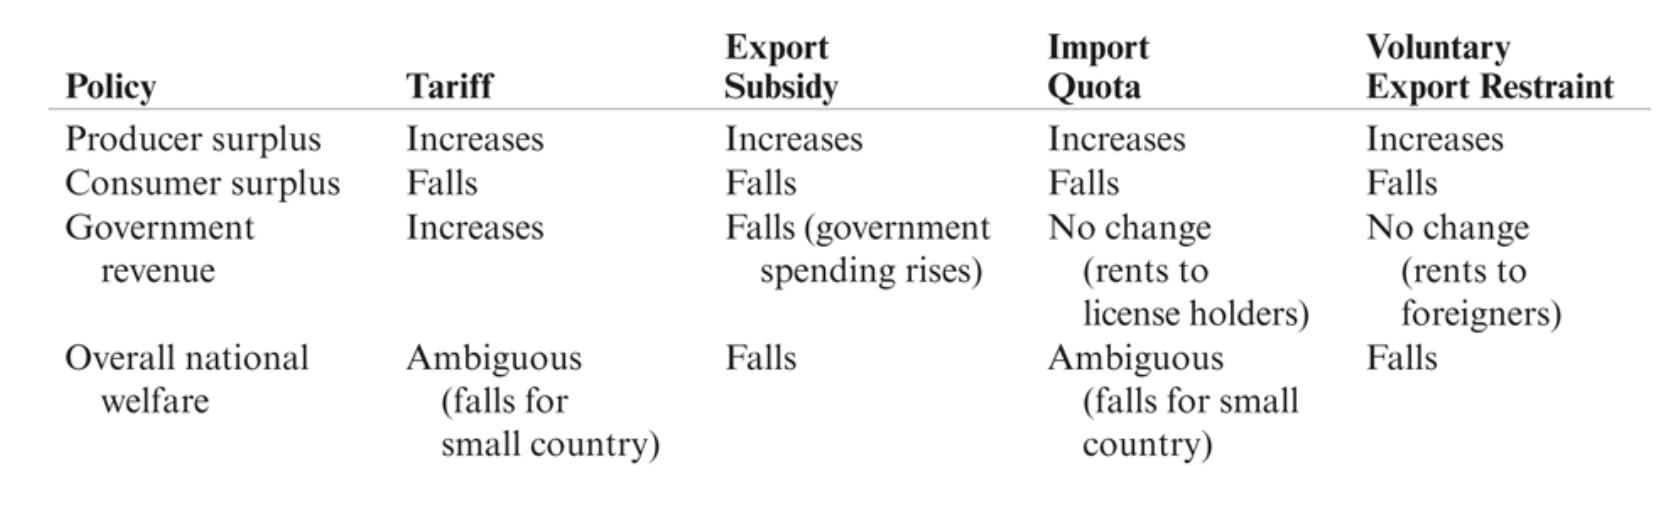 Policy Tariff Export Subsidy Import Quota Voluntary Export Restraint
Producer surplus Increases Increases Increases Increases
Consumer surplus Falls Falls Falls Falls
Government revenue Increases Falls (government spending rises) No change (rents to license holders) No change (rents to foreigners)
Overall national welfare Ambiguous (falls for small country) Falls Ambiguous (falls for small country) Falls